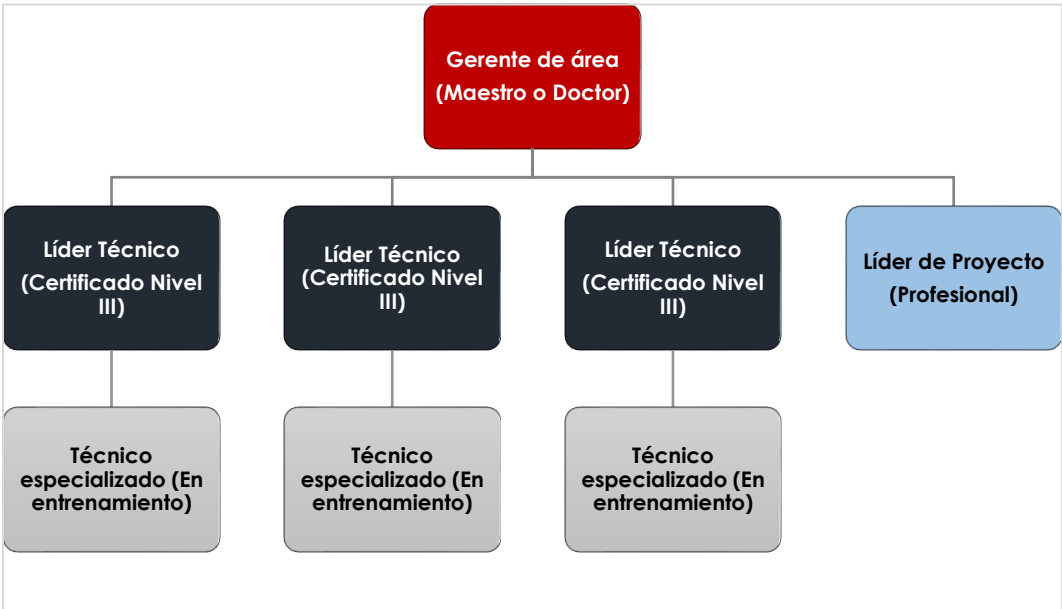 Gerente de área
(Maestro o Doctor)
Líder Técnico
(Certificado Nivel
III)
Líder Técnico
(Certificado Nivel
III)
Líder Técnico
(Certificado Nivel
III)
Líder de Proyecto
(Profesional)
Técnico
especializado (En
entrenamiento)
Técnico
especializado (En
entrenamiento)
Técnico
especializado (En
entrenamiento)